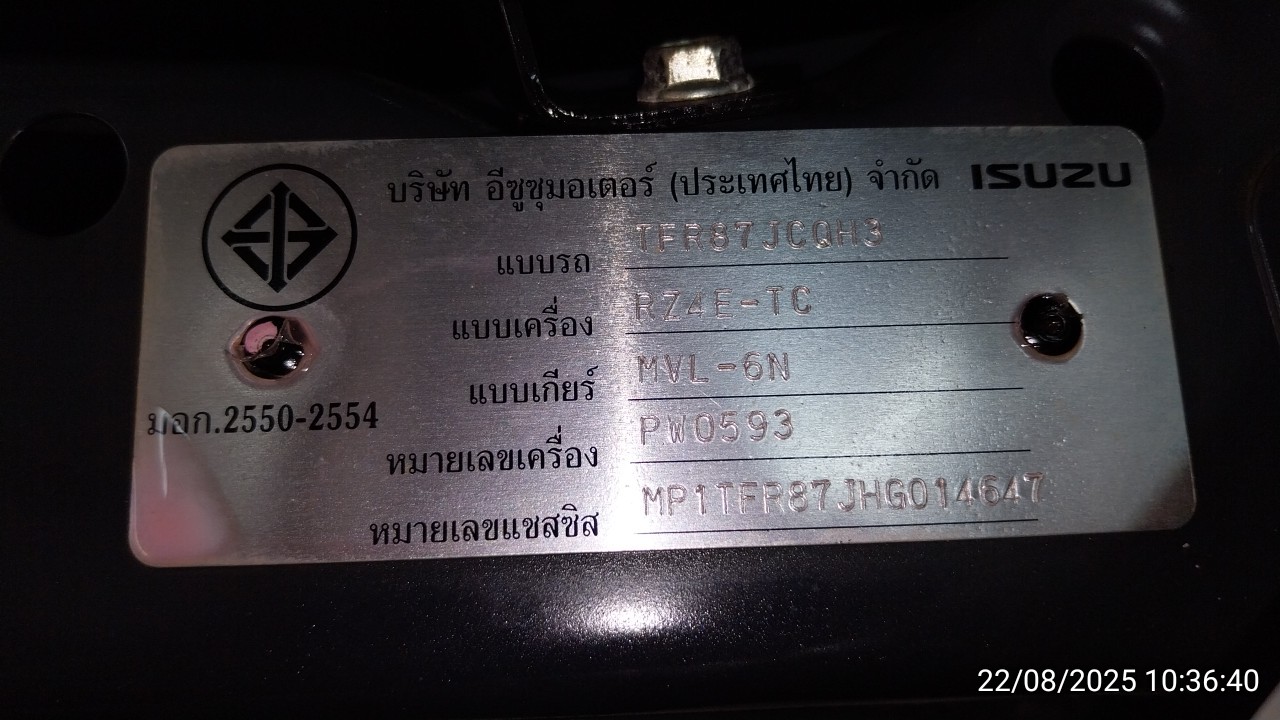 บริษัท อีซูซุมอเตอร์ (ประเทศไทย) จำกัด ISUZU
แบบรถ TFR87JCQH3
แบบเครื่อง RZ4E-TC
แบบเกียร์ MVL-6N
มอก.2550-2554
หมายเลขเครื่อง PW0593
หมายเลขแชสซิส MP1TFR87JHG014647
22/08/2025 10:36:40